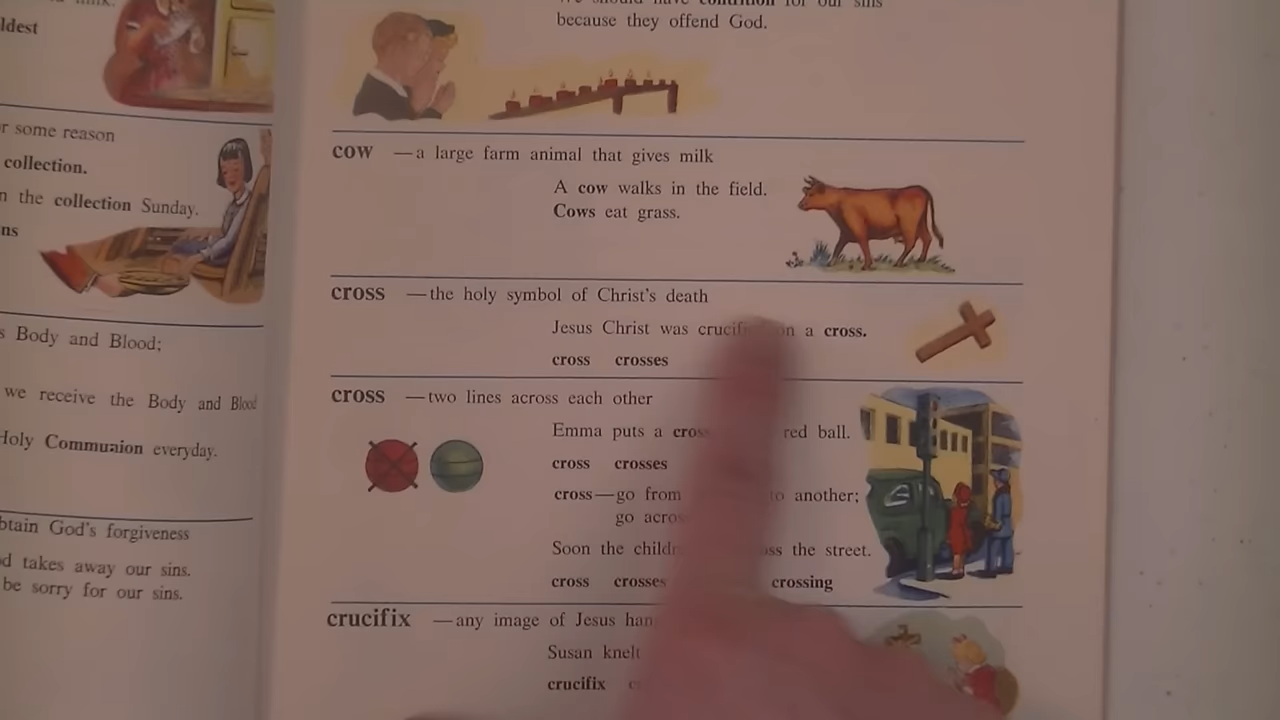 ldest
r some reason
collection.
n the collection Sunday.
ns
s Body and Blood;
we receive the Body and Blood
Holy Communion everyday.
btain God's forgiveness
d takes away our sins.
be sorry for our sins.
because they offend God.
cow — a large farm animal that gives milk
A cow walks in the field.
Cows eat grass.
cross — the holy symbol of Christ's death
Jesus Christ was crucified on a cross.
cross crosses
cross — two lines across each other
Emma puts a cros red ball.
cross crosses
cross — go from to another;
go acros
Soon the childr ss the street.
cross crosses crossing
crucifix — any image of Jesus han
Susan knelt
crucifix